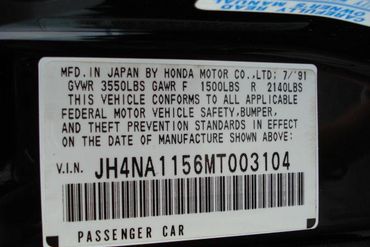 MFD. IN JAPAN BY HONDA MOTOR CO.,LTD: 7/'91
GVWR 3550LBS GAWR F 1500LBS R 2140LBS
THIS VEHICLE CONFORMS TO ALL APPLICABLE
FEDERAL MOTOR VEHICLE SAFETY,BUMPER,
AND THEFT PREVENTION STANDARDS IN EFFECT
ON THE DATE OF MANUFACTURE SHOWN ABOVE.
V.I.N. JH4NA1156MT003104
PASSENGER CAR